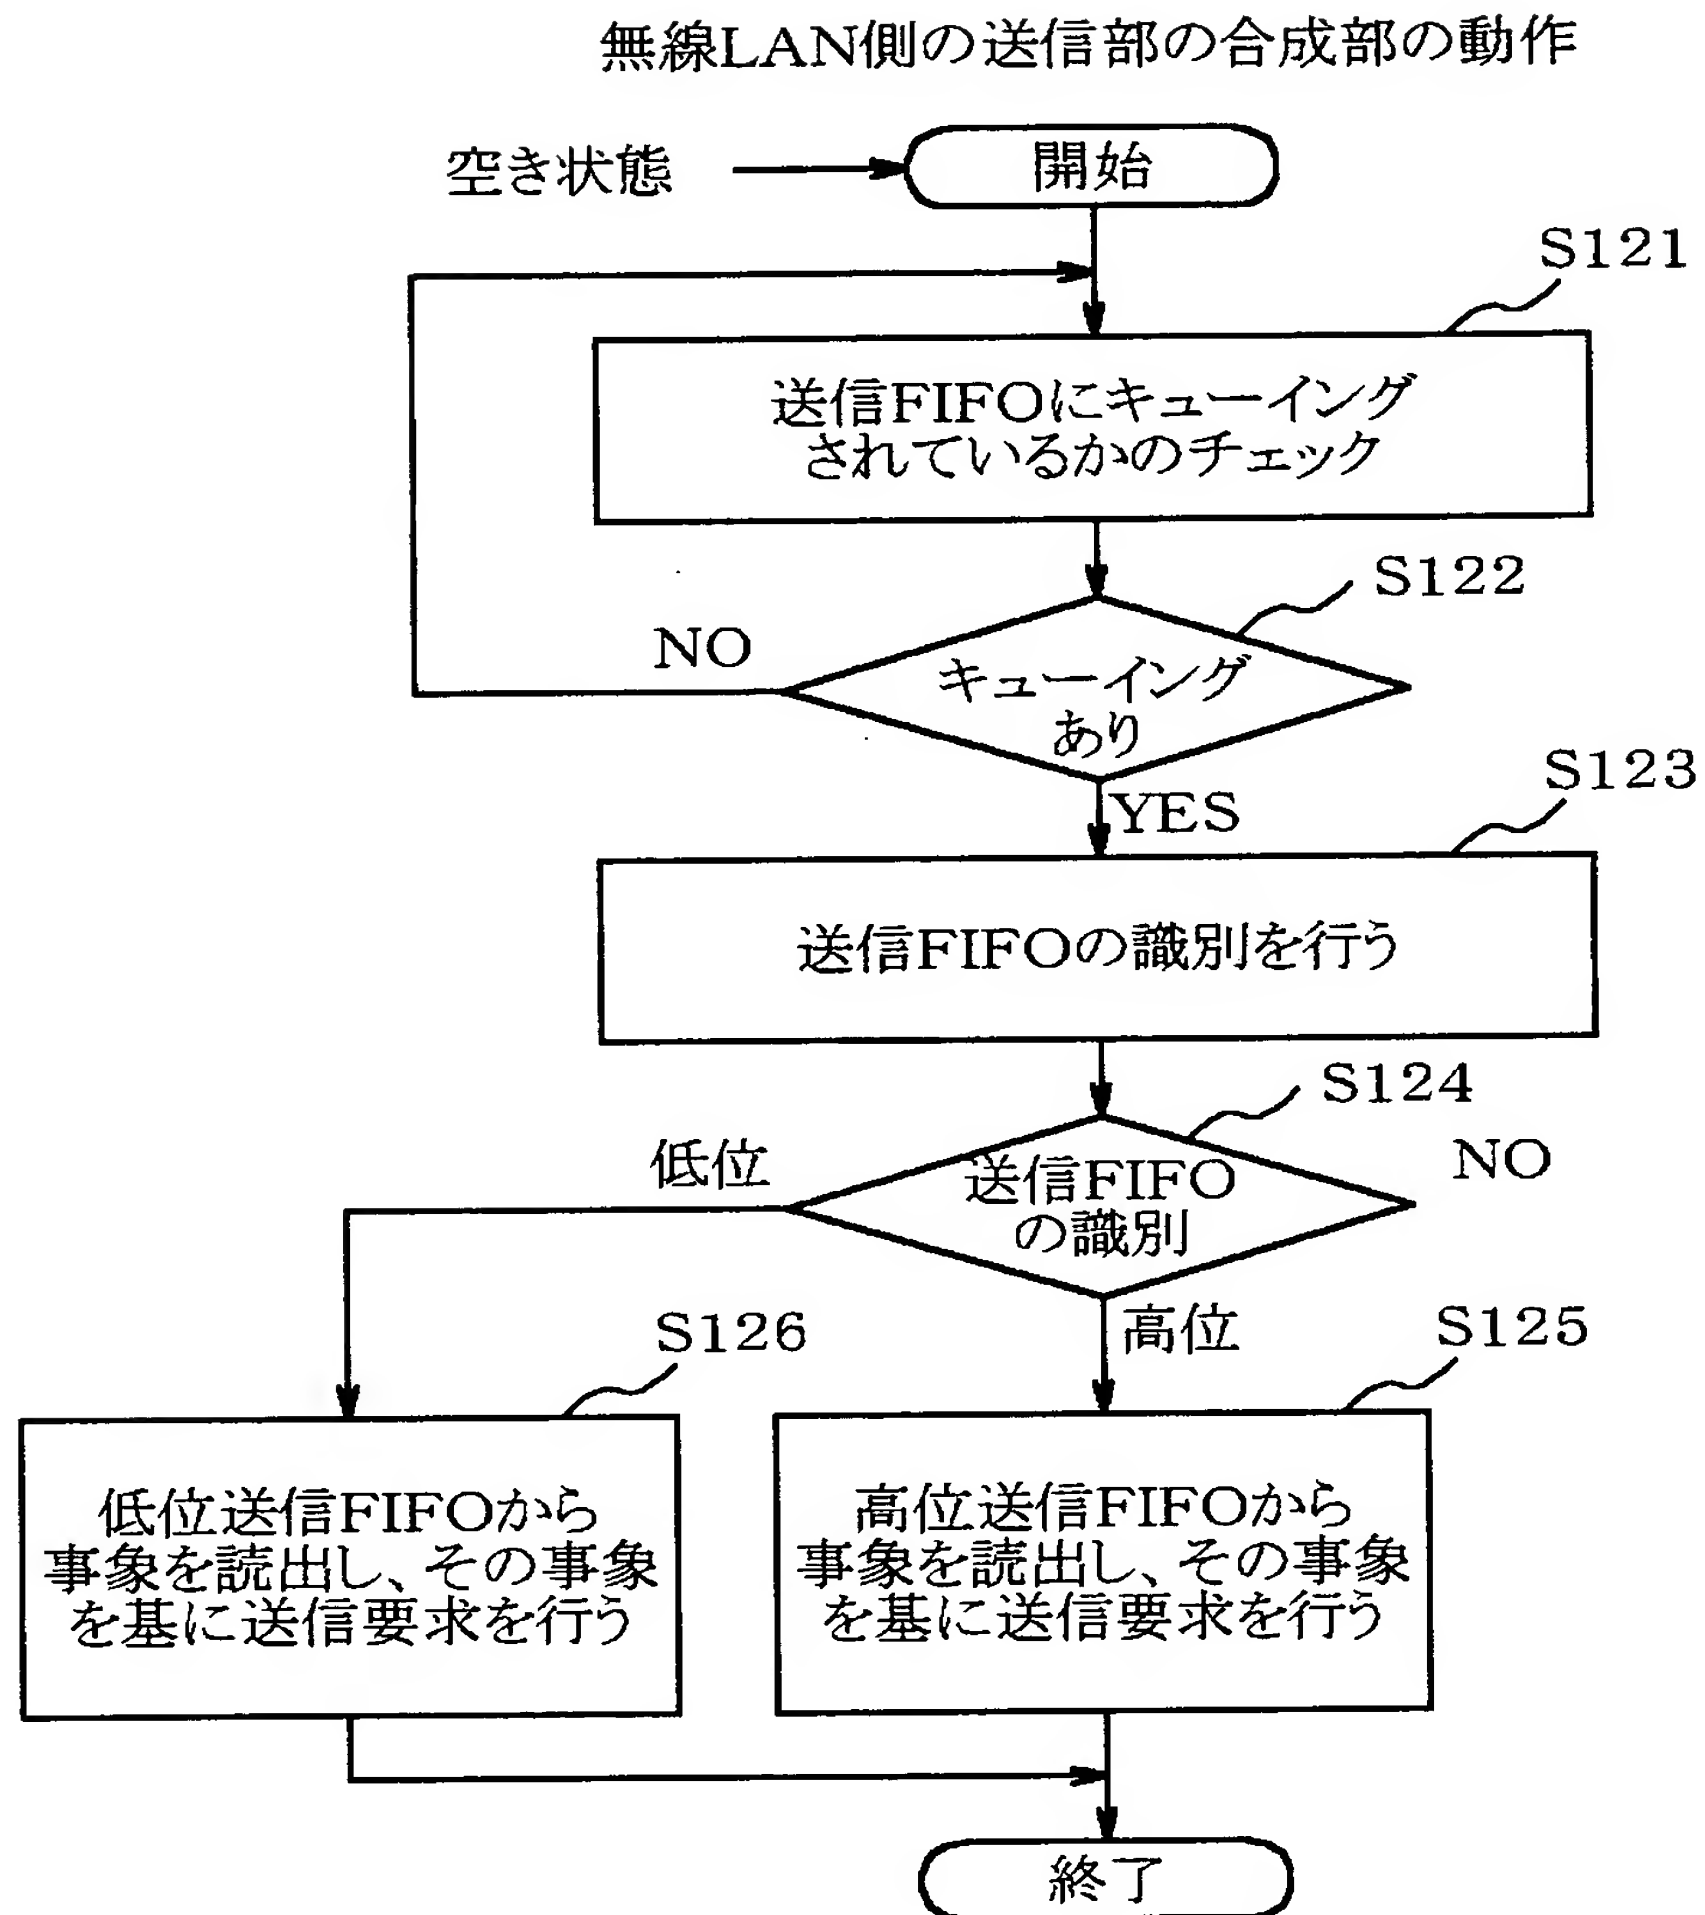 無線LAN側の送信部の合成部の動作
空き状態
開始
S121
送信FIFOにキューイング
されているかのチェック
S122
NO
キューイング
あり
YES
S123
送信FIFOの識別を行う
S124
低位
NO
送信FIFO
の識別
高位
S126
S125
低位送信FIFOから
事象を読出し、その事象
を基に送信要求を行う
高位送信FIFOから
事象を読出し、その事象
を基に送信要求を行う
終了